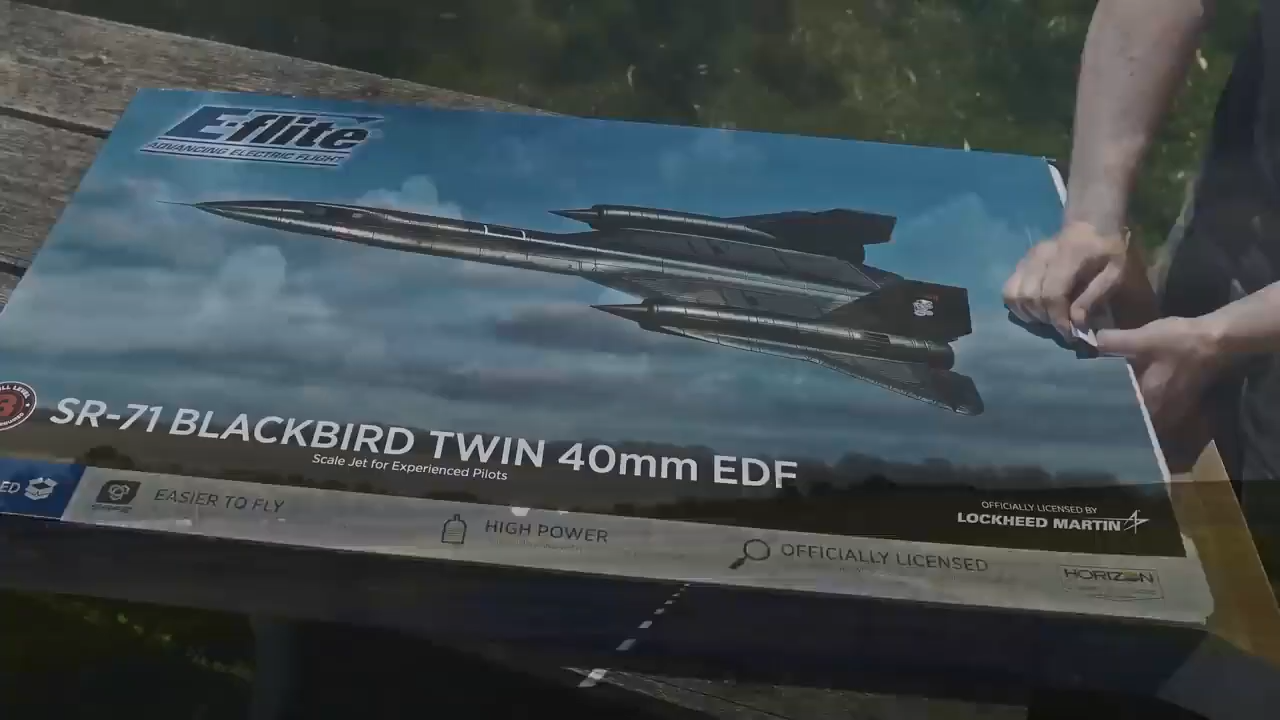 E-flite
ADVANCING ELECTRIC FLIGHT
3
SR-71 BLACKBIRD TWIN 40mm EDF
Scale Jet for Experienced Pilots
EASIER TO FLY
HIGH POWER
OFFICIALLY LICENSED
OFFICIALLY LICENSED BY
LOCKHEED MARTIN
HORIZON